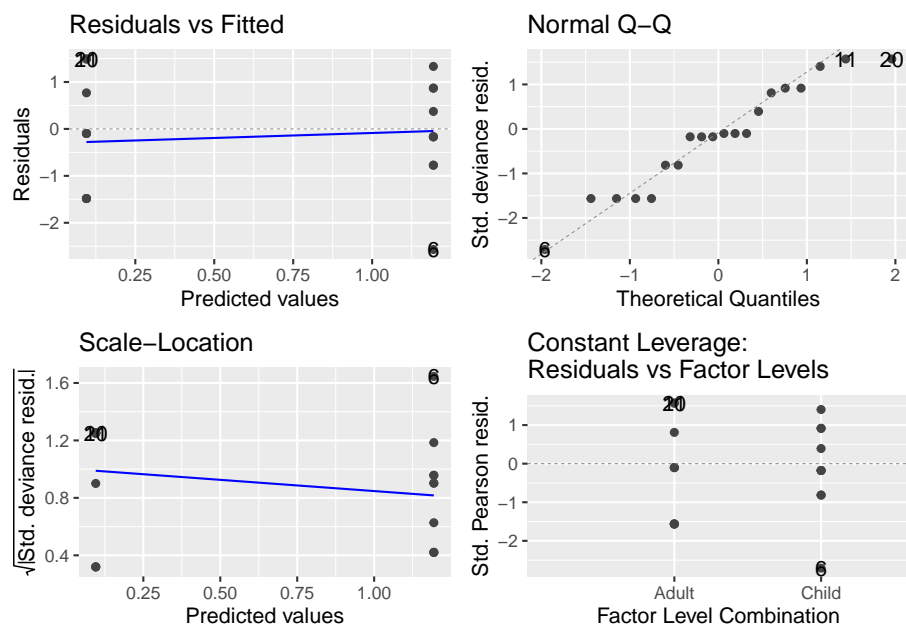 Residuals vs Fitted
Residuals
1
0
−1
−2
6
0.25 0.50 0.75 1.00
Predicted values
Normal Q−Q
Std. deviance resid.
1
0
−1
−2
11 20
6
−2 −1 0 1 2
Theoretical Quantiles
Scale−Location
√|Std. deviance resid.|
1.6
1.2
0.8
0.4
6
0.25 0.50 0.75 1.00
Predicted values
Constant Leverage:
Residuals vs Factor Levels
Std. Pearson resid.
1
0
−1
−2
6
Adult Child
Factor Level Combination